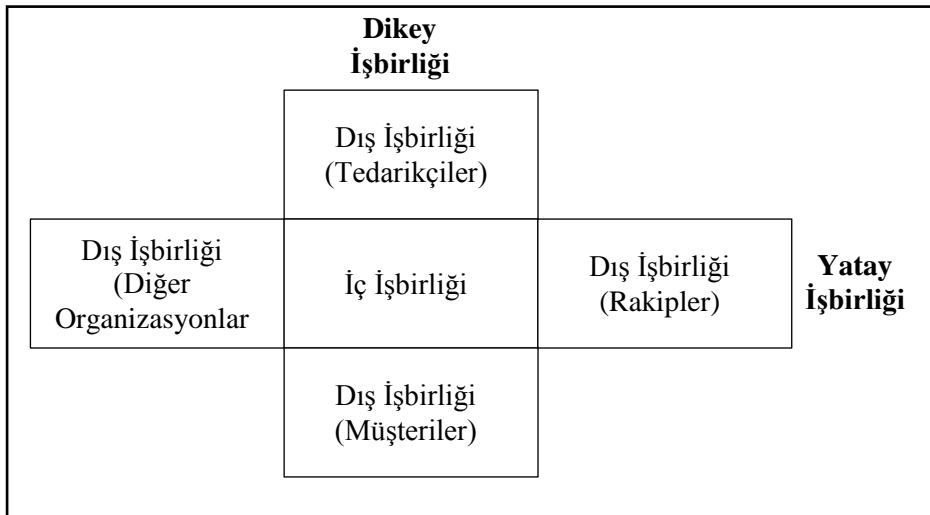 Dikey
İşbirliği
Dış İşbirliği
(Tedarikçiler)
Dış İşbirliği
(Diğer
Organizasyonlar
İç İşbirliği
Dış İşbirliği
(Rakipler)
Yatay
İşbirliği
Dış İşbirliği
(Müşteriler)